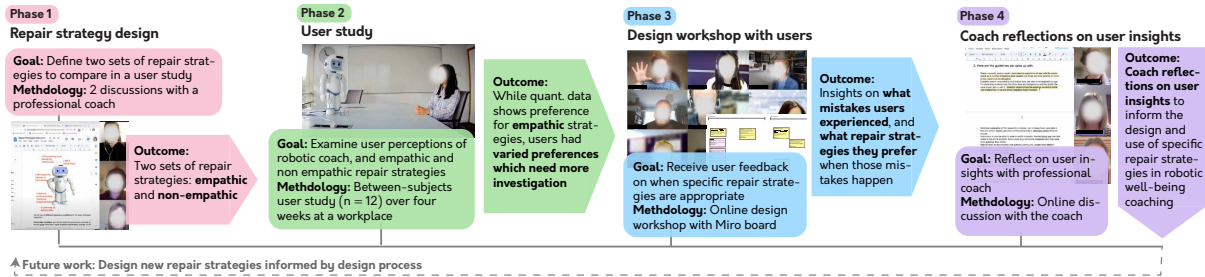 Phase 1
Repair strategy design
Goal: Define two sets of repair strat-
egies to compare in a user study
Methdology: 2 discussions with a
professional coach
Outcome:
Two sets of repair
strategies: empathic
and non-empathic
Phase 2
User study
Goal: Examine user perceptions of
robotic coach, and empathic and
non empathic repair strategies
Methdology: Between-subjects
user study (n = 12) over four
weeks at a workplace
Outcome:
While quant. data
shows preference
for empathic strat-
egies, users had
varied preferences
which need more
investigation
Phase 3
Design workshop with users
Goal: Receive user feedback
on when specific repair strate-
gies are appropriate
Methdology: Online design
workshop with Miro board
Outcome:
Insights on what
mistakes users
experienced, and
what repair strat-
egies they prefer
when those mis-
takes happen
Phase 4
Coach reflections on user insights
Goal: Reflect on user in-
sights with professional
coach
Methdology: Online dis-
cussion with the coach
Outcome:
Coach reflec-
tions on user
insights to
inform the
design and
use of specific
repair strate-
gies in robotic
well-being
coaching
Future work: Design new repair strategies informed by design process